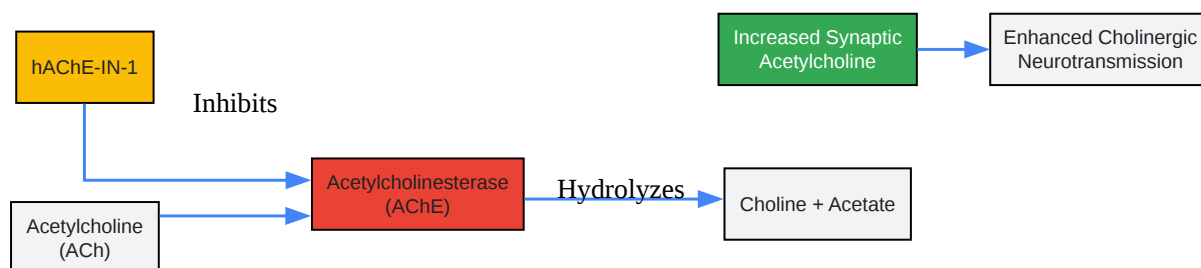 hAChE-IN-1
Inhibits
Increased Synaptic
Acetylcholine
Enhanced Cholinergic
Neurotransmission
Acetylcholine
(ACh)
Acetylcholinesterase
(AChE)
Hydrolyzes
Choline + Acetate